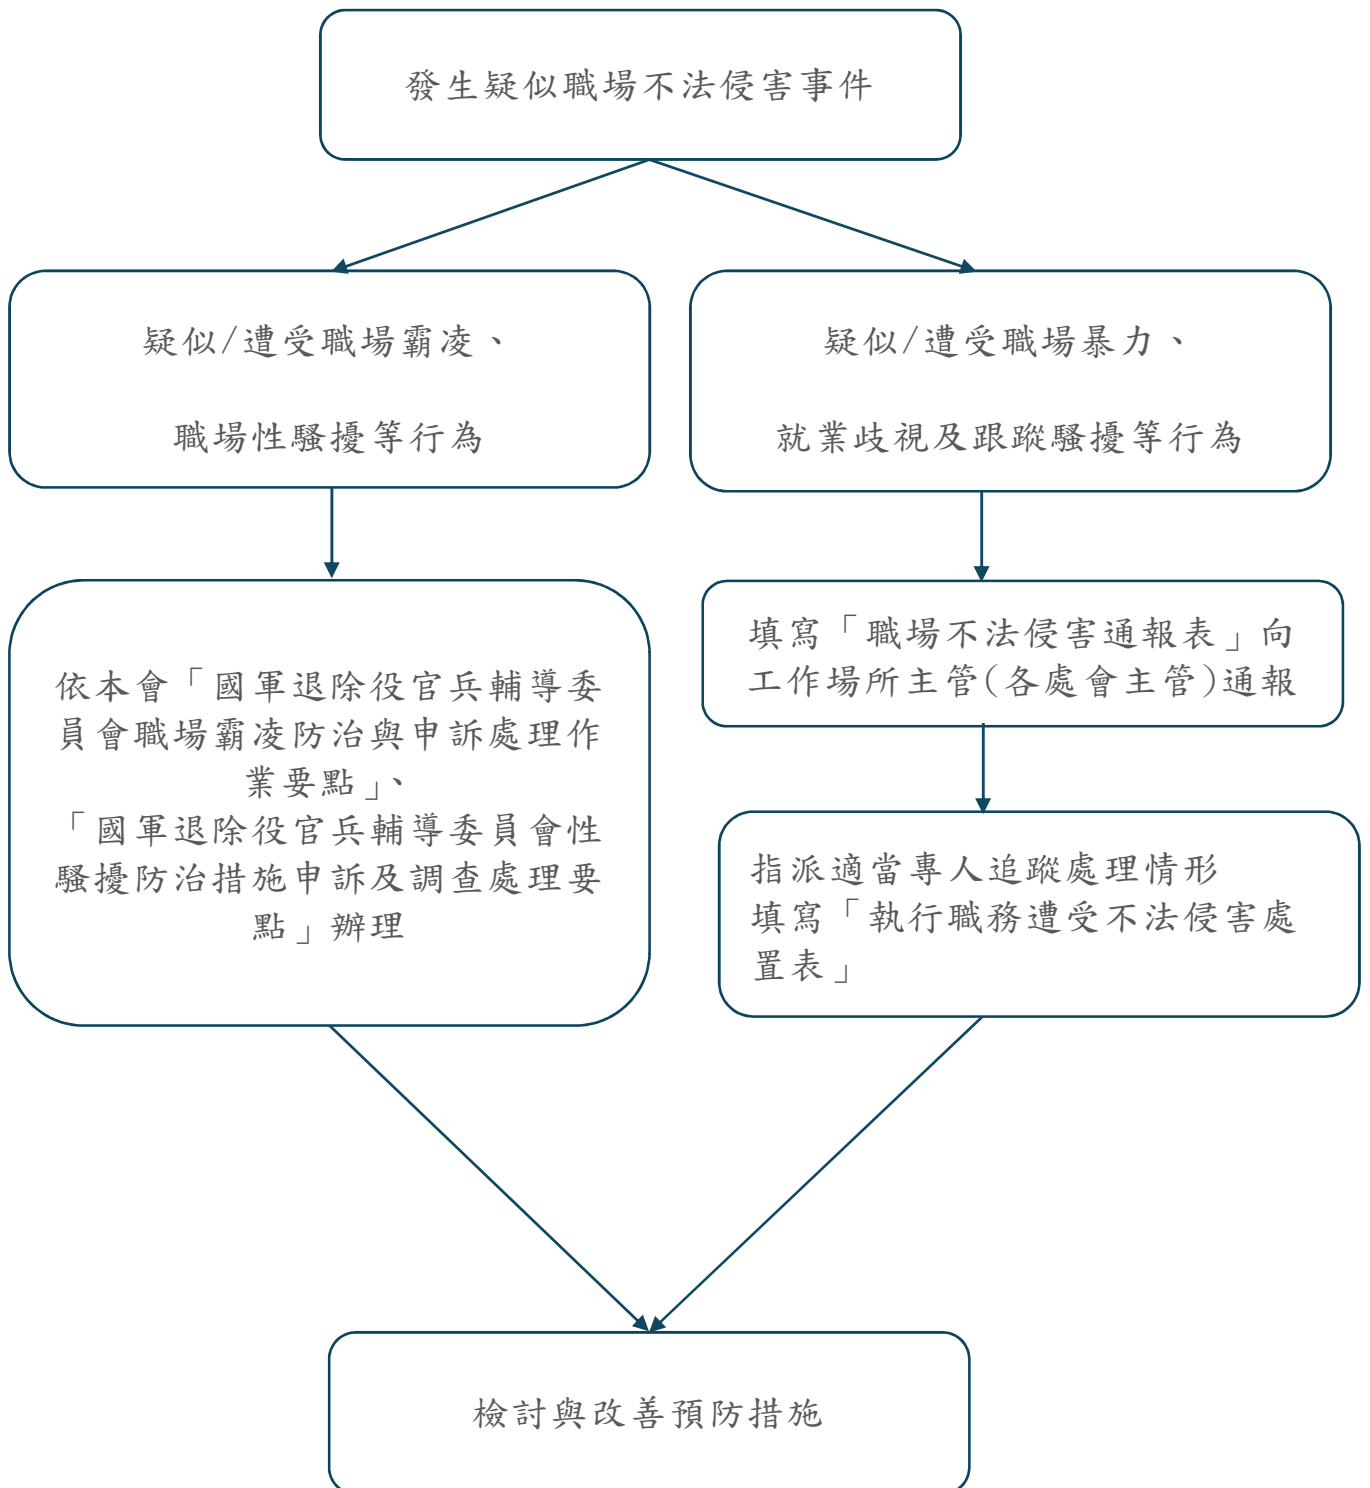 發生疑似職場不法侵害事件
疑似/遭受職場霸凌、
職場性騷擾等行為
疑似/遭受職場暴力、
就業歧視及跟蹤騷擾等行為
依本會「國軍退除役官兵輔導委
員會職場霸凌防治與申訴處理作
業要點」、
「國軍退除役官兵輔導委員會性
騷擾防治措施申訴及調查處理要
點」辦理
填寫「職場不法侵害通報表」向
工作場所主管(各處會主管)通報
指派適當專人追蹤處理情形
填寫「執行職務遭受不法侵害處
置表」
檢討與改善預防措施